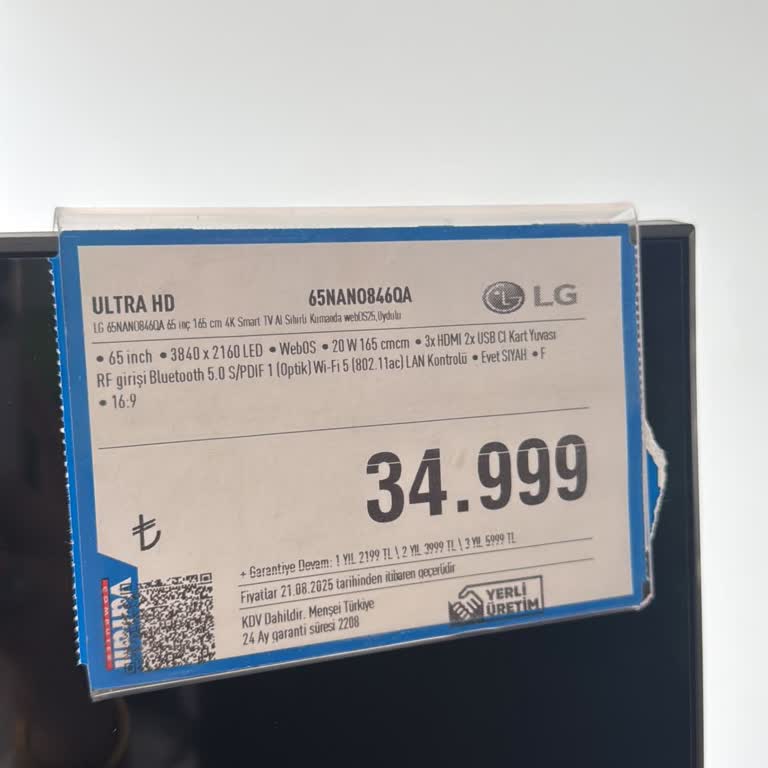 ULTRA HD 65NANO846QA LG
LG 65NANO846QA 65 inç 165 cm 4K Smart TV AI Sihirli Kumanda webOS25,Uydulu
• 65 inch • 3840 x 2160 LED • WebOS • 20 W 165 cmcm • 3x HDMI 2x USB CI Kart Yuvası
RF girişi Bluetooth 5.0 S/PDIF 1 (Optik) Wi-Fi 5 (802.11ac) LAN Kontrolü • Evet SIYAH • F
• 16:9
₺ 34.999
+ Garantiye Devam: 1 YIL 2199 TL \ 2 YIL 3999 TL \ 3 YIL 5999 TL
Fiyatlar 21.08.2025 tarihinden itibaren geçerlidir
KDV Dahildir. Menşei Türkiye
24 Ay garanti süresi 2208
YERLİ
ÜRETİM
Vatan
COMPUTER